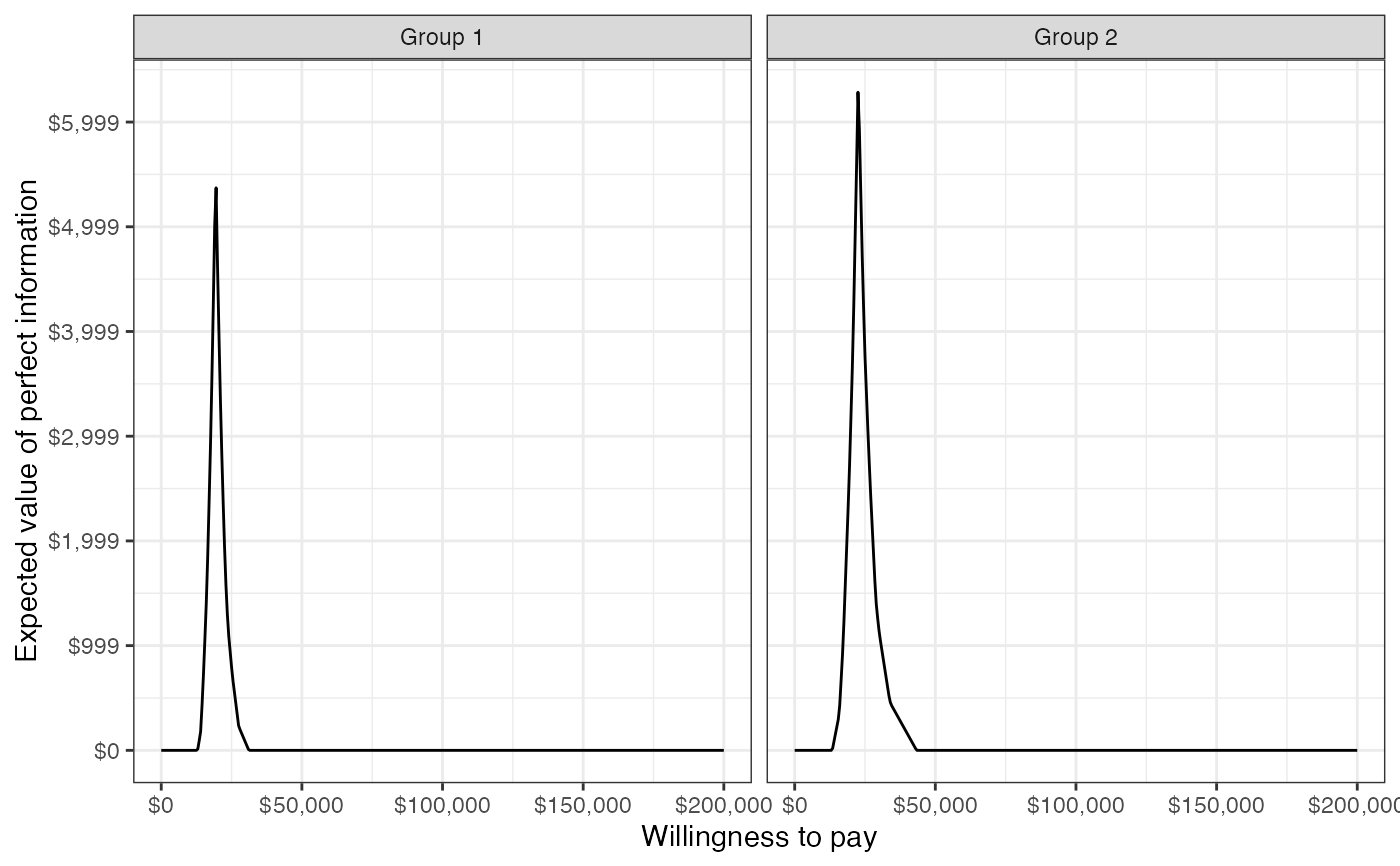 Group 1
Group 2
Expected value of perfect information
$5,999
$4,999
$3,999
$2,999
$1,999
$999
$0
$0 $50,000 $100,000 $150,000 $200,000
$0 $50,000 $100,000 $150,000 $200,000
Willingness to pay